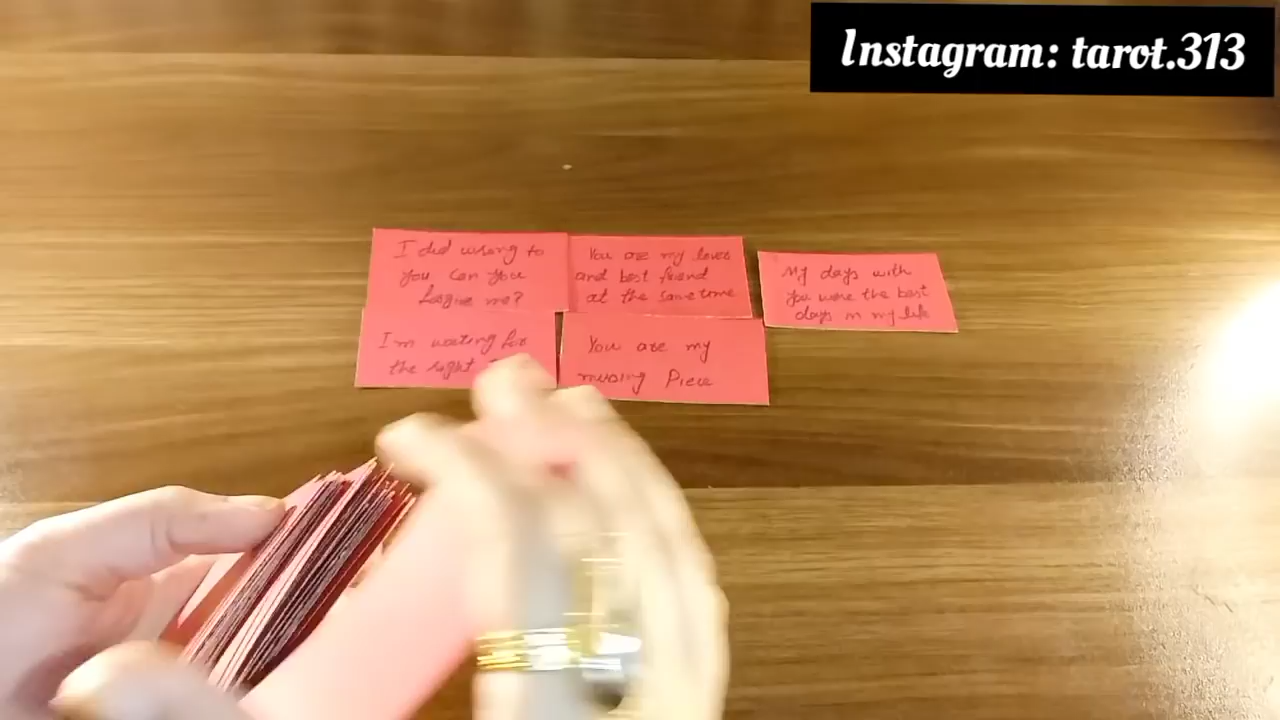 Instagram: tarot.313
I did wrong to
you can you
forgive me?
You are my lover
and best friend
at the same time
My days with
you were the best
days in my life
I'm waiting for
the right
You are my
missing Piece